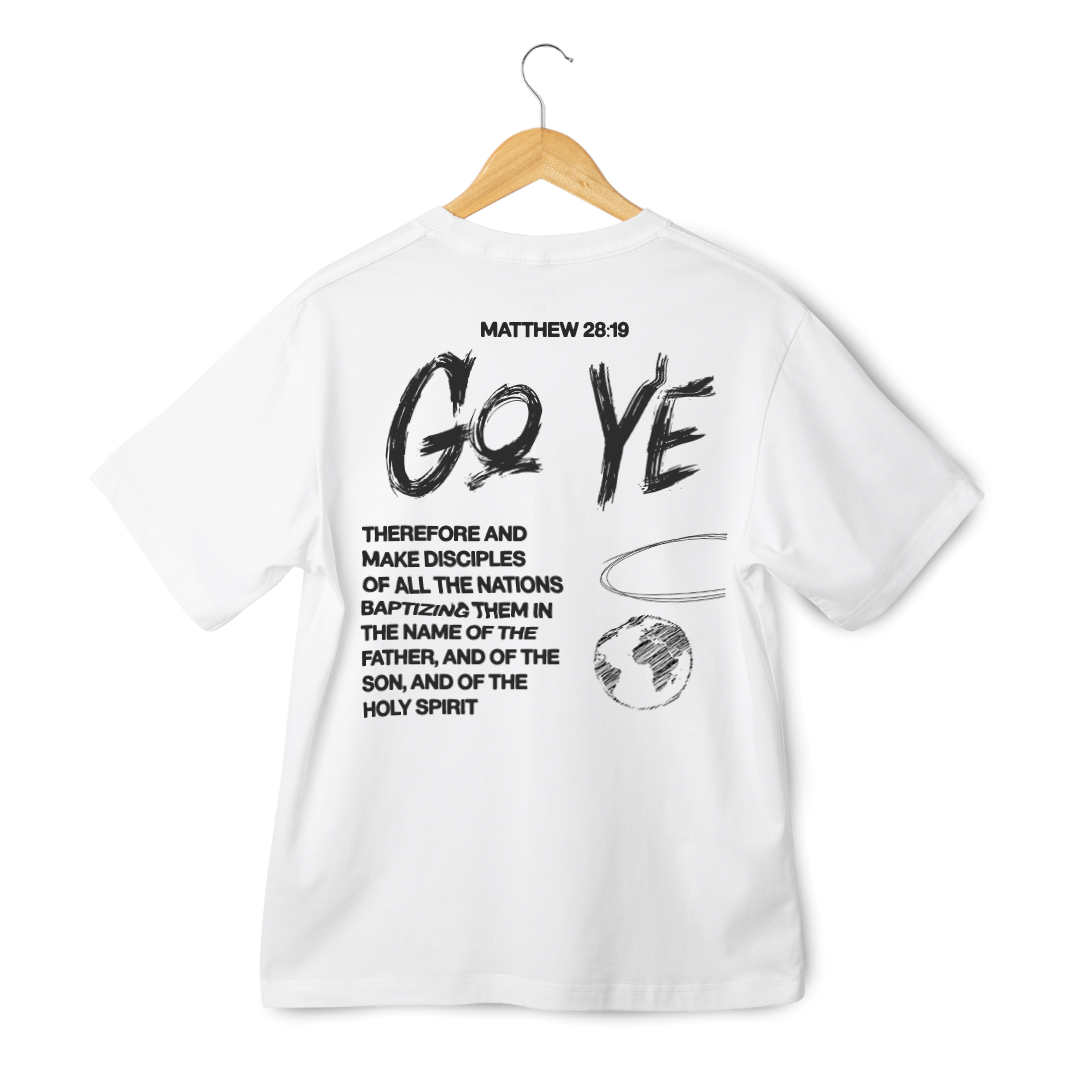 MATTHEW 28:19
GO YE
THEREFORE AND
MAKE DISCIPLES
OF ALL THE NATIONS
BAPTIZING THEM IN
THE NAME OF THE
FATHER, AND OF THE
SON, AND OF THE
HOLY SPIRIT